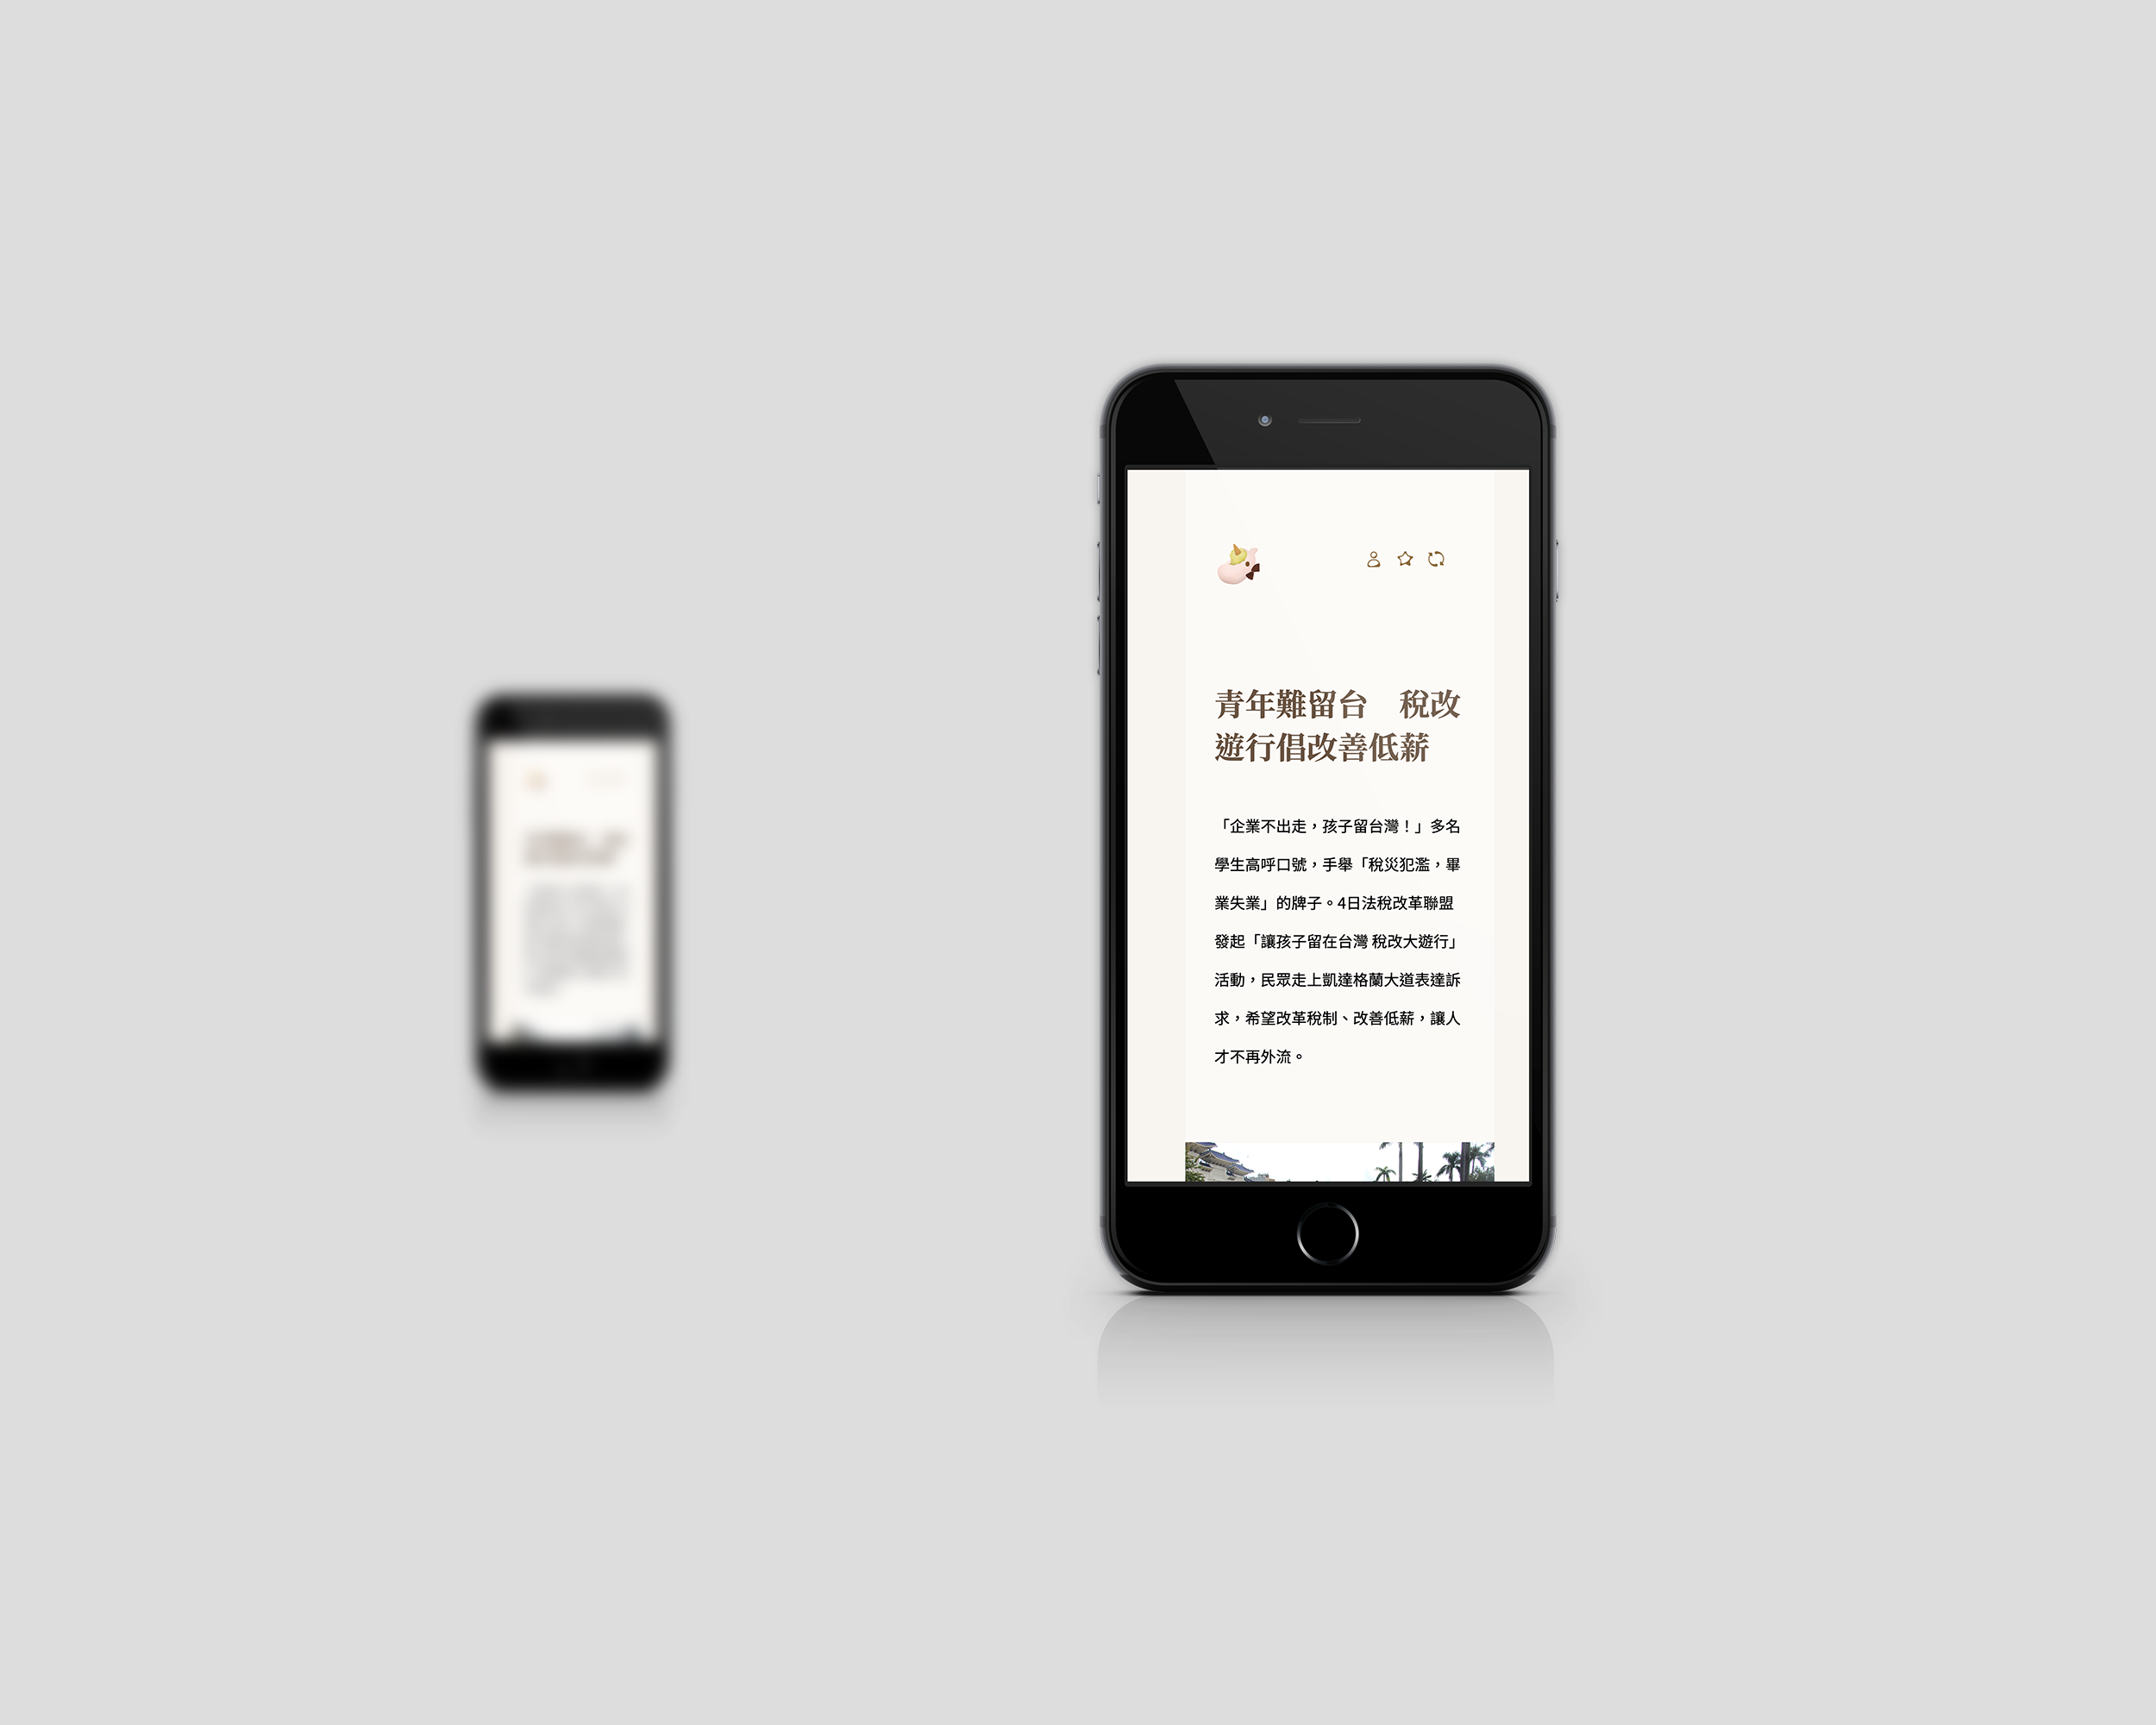 青年難留台　稅改
遊行倡改善低薪
「企業不出走，孩子留台灣！」多名
學生高呼口號，手舉「稅災犯濫，畢
業失業」的牌子。4日法稅改革聯盟
發起「讓孩子留在台灣 稅改大遊行」
活動，民眾走上凱達格蘭大道表達訴
求，希望改革稅制、改善低薪，讓人
才不再外流。